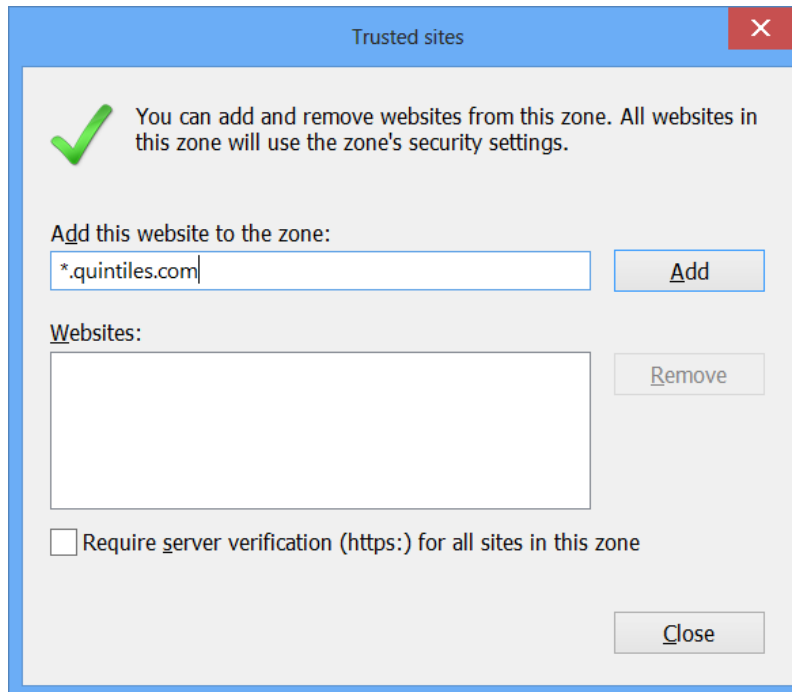 Trusted sites
You can add and remove websites from this zone. All websites in
this zone will use the zone's security settings.
Add this website to the zone:
*.quintiles.com
Add
Websites:
Remove
Require server verification (https:) for all sites in this zone
Close